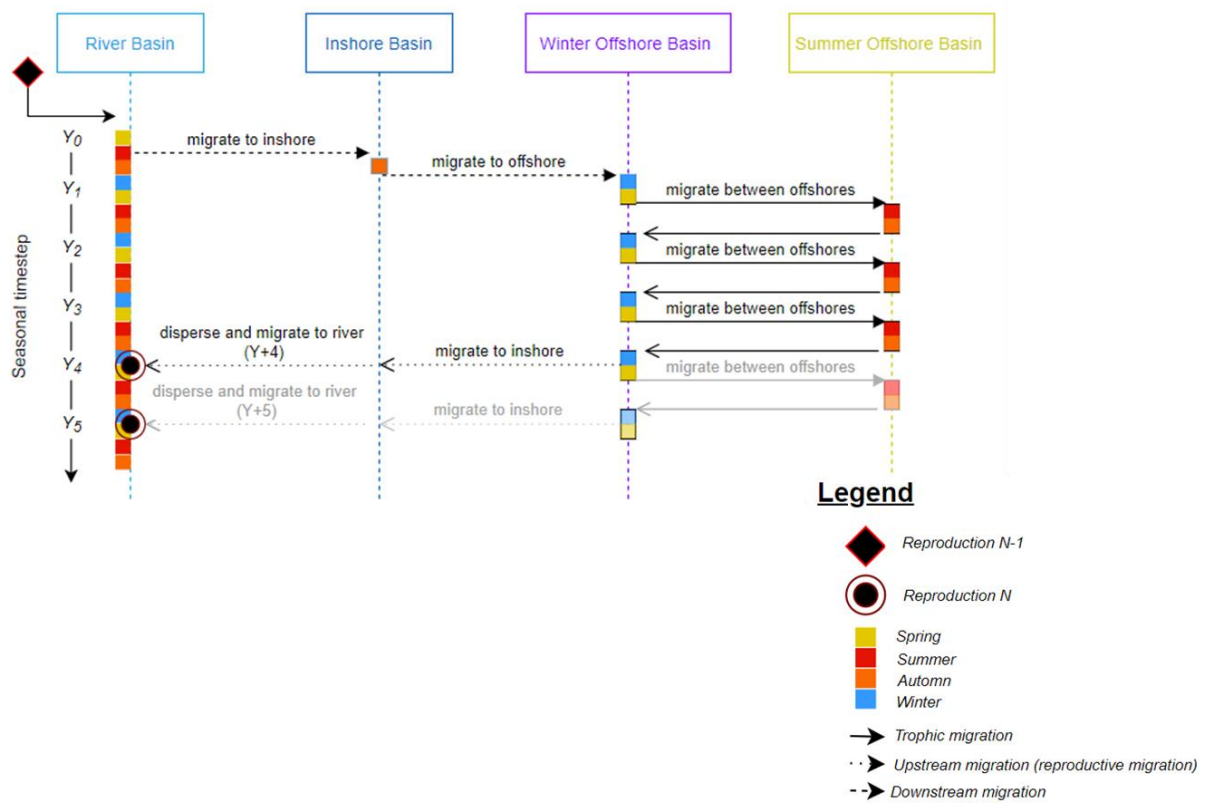 River Basin
Inshore Basin
Winter Offshore Basin
Summer Offshore Basin
Seasonal timestep
Y0
Y1
Y2
Y3
Y4
Y5
migrate to inshore
migrate to offshore
migrate between offshores
migrate between offshores
migrate between offshores
disperse and migrate to river
(Y+4)
migrate to inshore
migrate between offshores
disperse and migrate to river
(Y+5)
migrate to inshore
Legend
Reproduction N-1
Reproduction N
Spring
Summer
Automn
Winter
Trophic migration
Upstream migration (reproductive migration)
Downstream migration